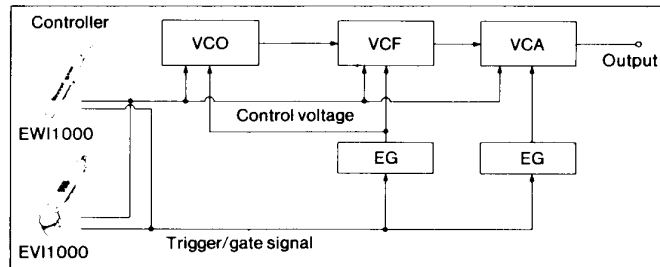 Controller
VCO
VCF
VCA
Output
EWI1000
Control voltage
EG
EG
EVI1000
Trigger/gate signal